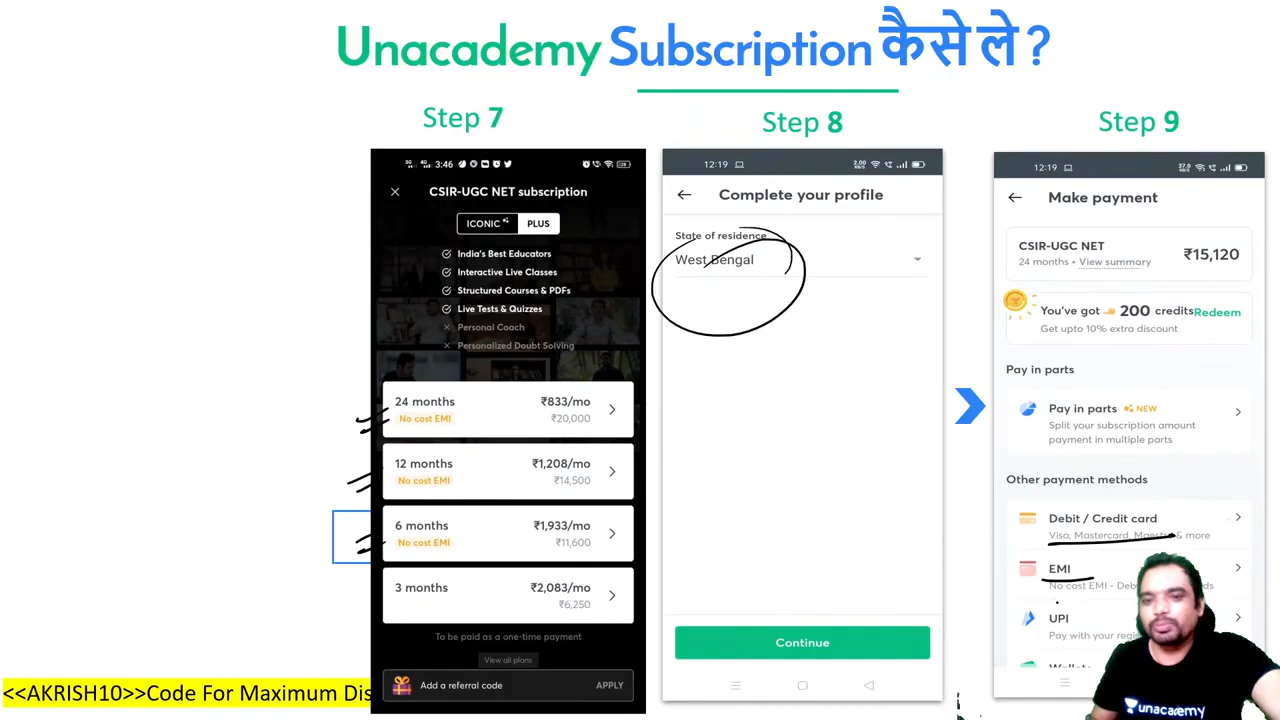 Unacademy Subscription कैसे ले ?
Step 7
3:46
CSIR-UGC NET subscription
ICONIC PLUS
India's Best Educators
Interactive Live Classes
Structured Courses & PDFs
Live Tests & Quizzes
Personal Coach
Personalized Doubt Solving
24 months ₹833/mo
No cost EMI ₹20,000
12 months ₹1,208/mo
No cost EMI ₹14,500
6 months ₹1,933/mo
No cost EMI ₹11,600
3 months ₹2,083/mo
₹6,250
To be paid as a one-time payment
View all plans
Add a referral code APPLY
<<AKRISH10>>Code For Maximum Dis
Step 8
12:19
Complete your profile
State of residence
West Bengal
Continue
Step 9
12:19
Make payment
CSIR-UGC NET ₹15,120
24 months • View summary
You've got 200 credits Redeem
Get upto 10% extra discount
Pay in parts
Pay in parts NEW
Split your subscription amount
payment in multiple parts
Other payment methods
Debit / Credit card
Visa, Mastercard, Maestro & more
EMI
No cost EMI - De
UPI
Pay with your regi
Wallets
unacademy